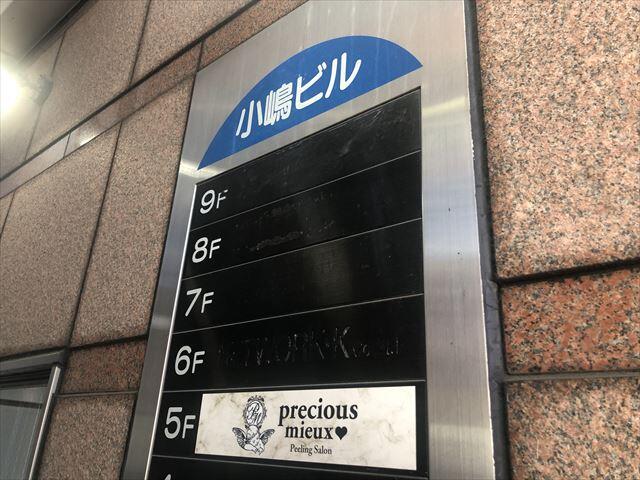 小嶋ビル
9F
8F
7F
6F
5F
precious
mieux♥
Peeling Salon